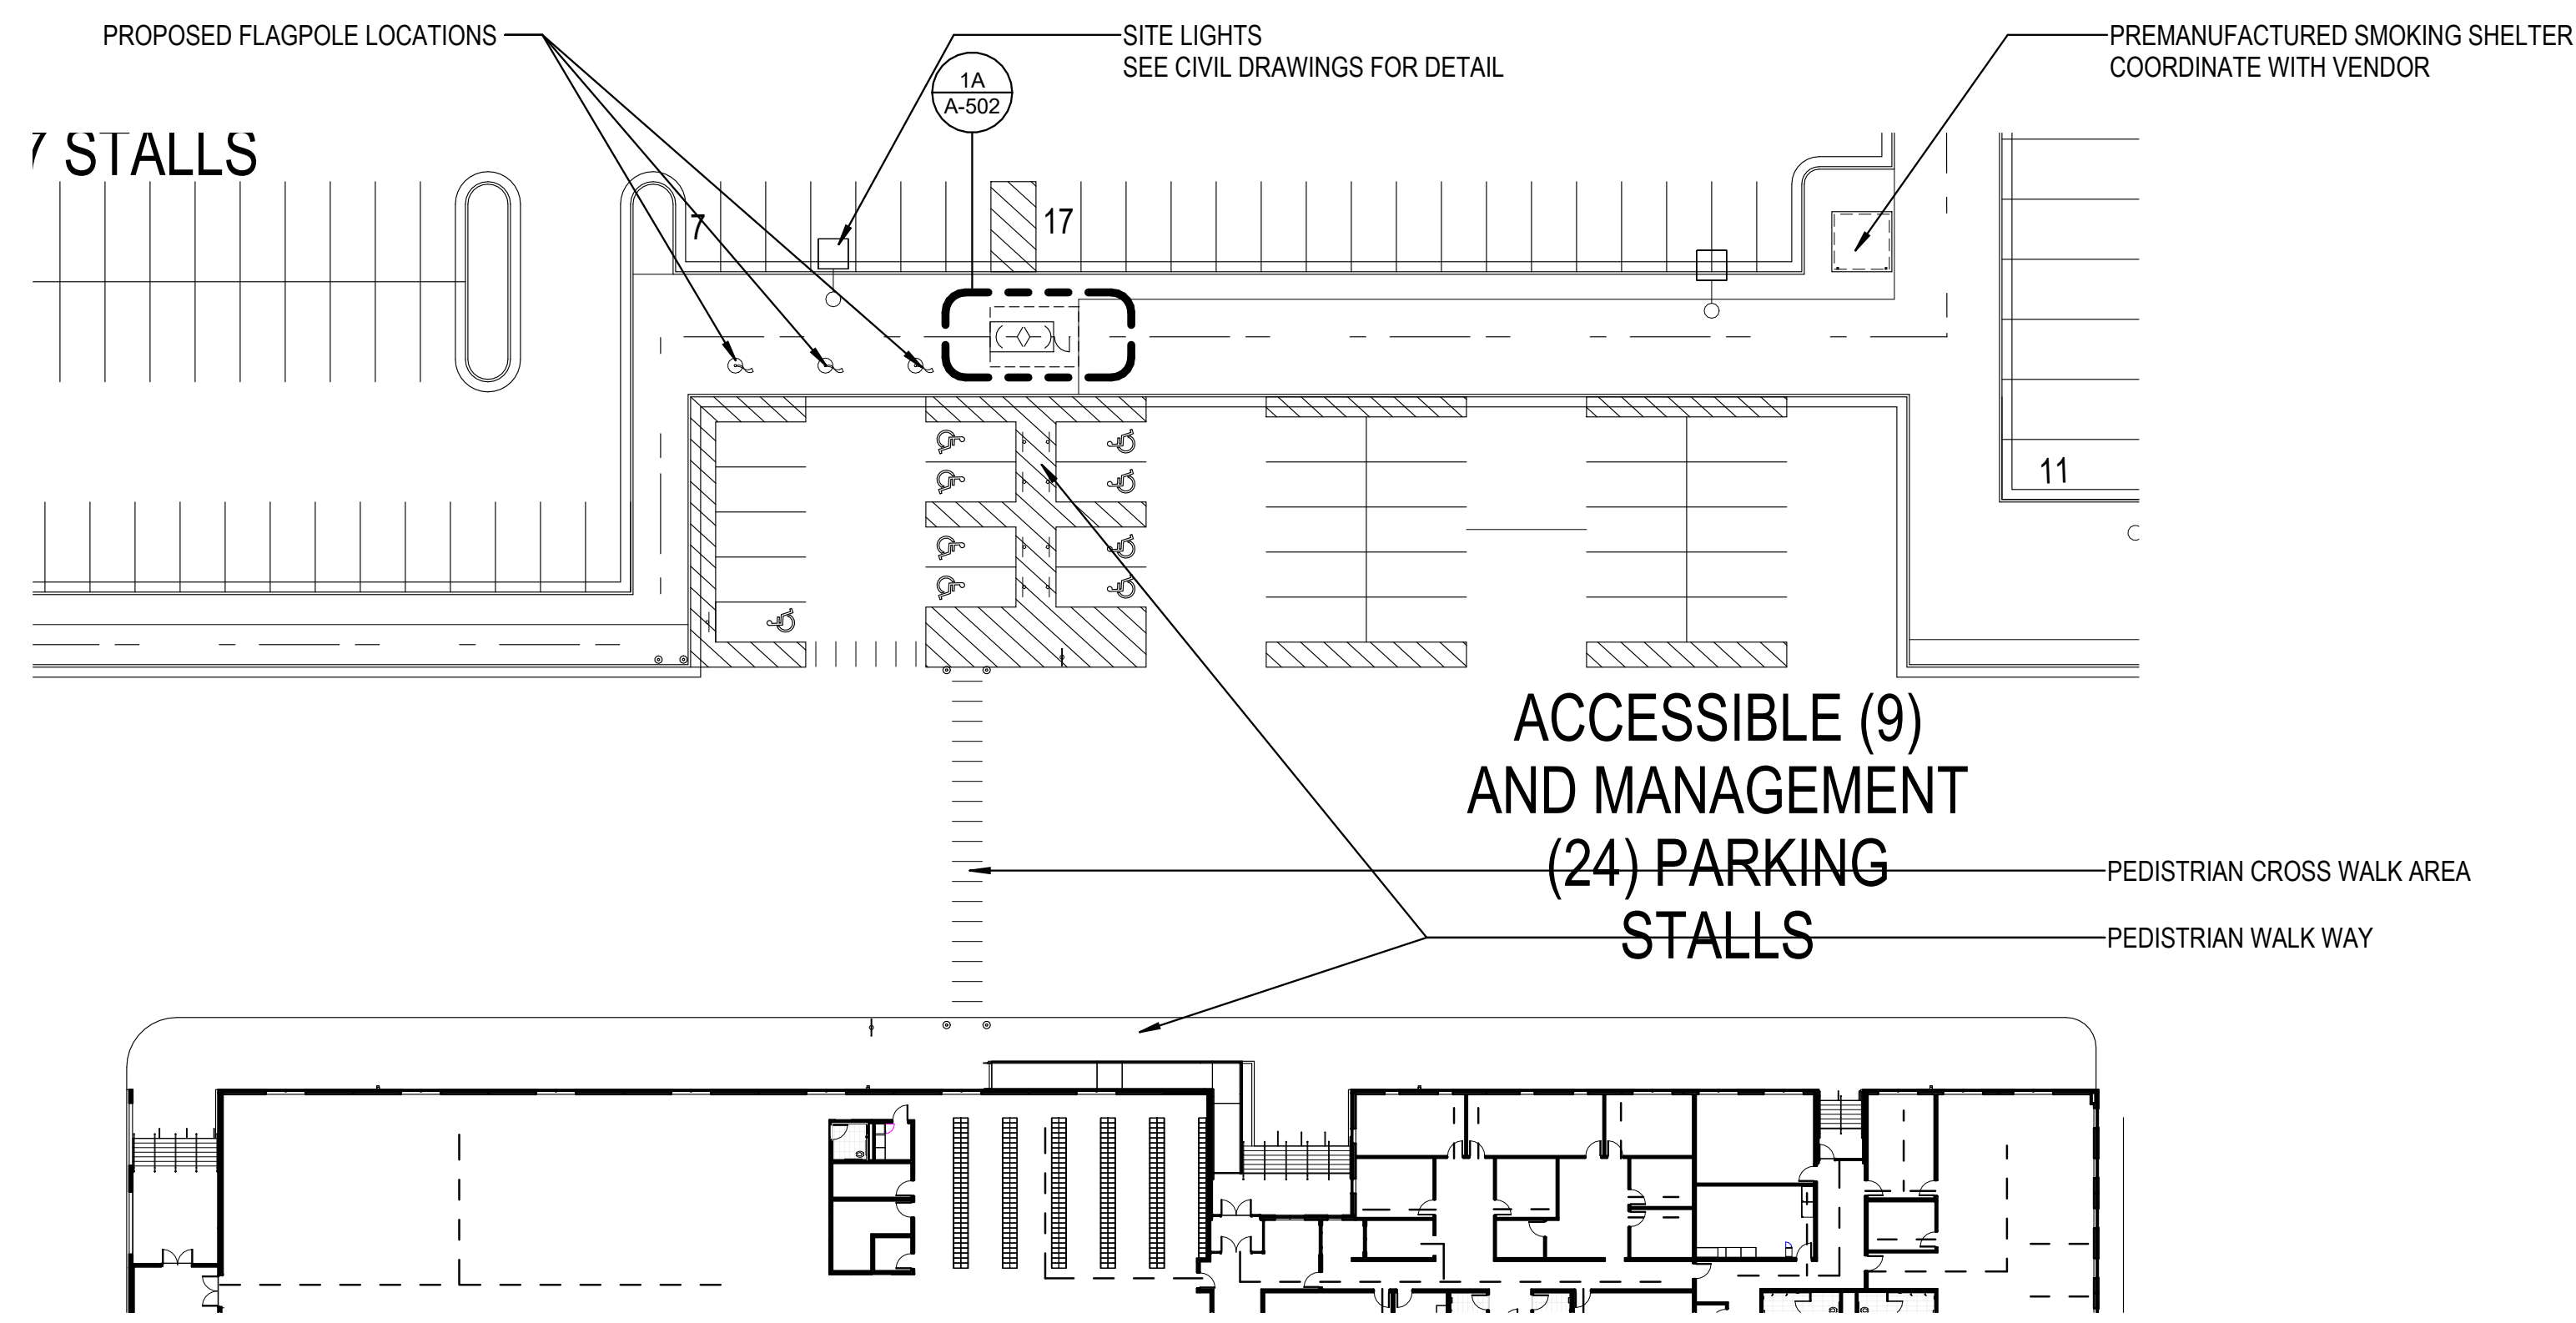 PROPOSED FLAGPOLE LOCATIONS
SITE LIGHTS
SEE CIVIL DRAWINGS FOR DETAIL
PREMANUFACTURED SMOKING SHELTER
COORDINATE WITH VENDOR
1A
A-502
STALLS
7
17
11
ACCESSIBLE (9)
AND MANAGEMENT
(24) PARKING
STALLS
PEDISTRIAN CROSS WALK AREA
PEDISTRIAN WALK WAY